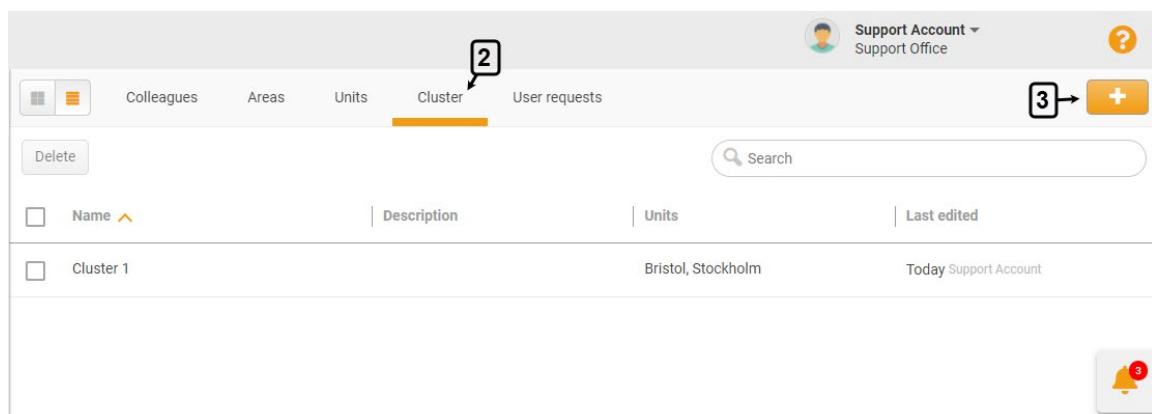 Support Account
Support Office
?
2
Colleagues Areas Units Cluster User requests
3 +
Delete
Search
Name Description Units Last edited
Cluster 1 Bristol, Stockholm Today Support Account
3